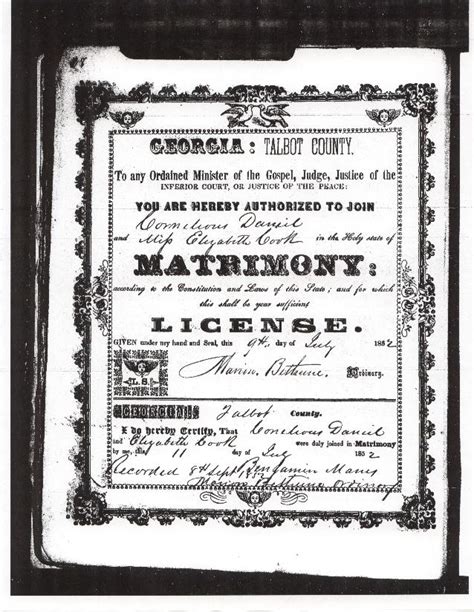 GEORGIA: TALBOT COUNTY.
To any Ordained Minister of the Gospel, Judge, Justice of the
INFERIOR COURT, OR JUSTICE OF THE PEACE:
YOU ARE HEREBY AUTHORIZED TO JOIN
Cornelious Daniel
and Miss Elizabeth Cook in the Holy state of
MATRIMONY:
according to the Constitution and Laws of this State; and for which
this shall be your sufficient
LICENSE.
GIVEN under my hand and Seal, this 9th day of July 1852
Marion Bethune, Ordinary.
L.S.
GEORGIA, Talbot County.
I do hereby Certify, That Cornelious Daniel
and Elizabeth Cook were duly joined in Matrimony
by me, this 11 day of July 1852
Recorded 8th Sept Benjamin
Marion Bethune Ordinary